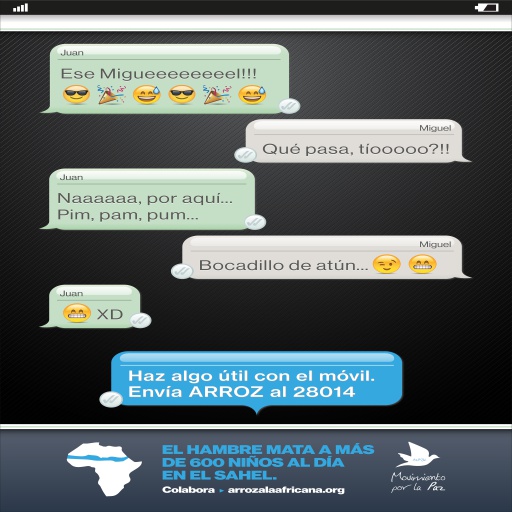 Juan
Ese Migueeeeeeeel!!!
Miguel
Qué pasa, tíooooo?!!
Juan
Naaaaaa, por aquí...
Pim, pam, pum...
Miguel
Bocadillo de atún...
Juan
XD
Haz algo útil con el móvil.
Envía ARROZ al 28014
EL HAMBRE MATA A MÁS
DE 600 NIÑOS AL DÍA
EN EL SAHEL.
Colabora ▸ arrozalaafricana.org
Movimiento
por la Paz